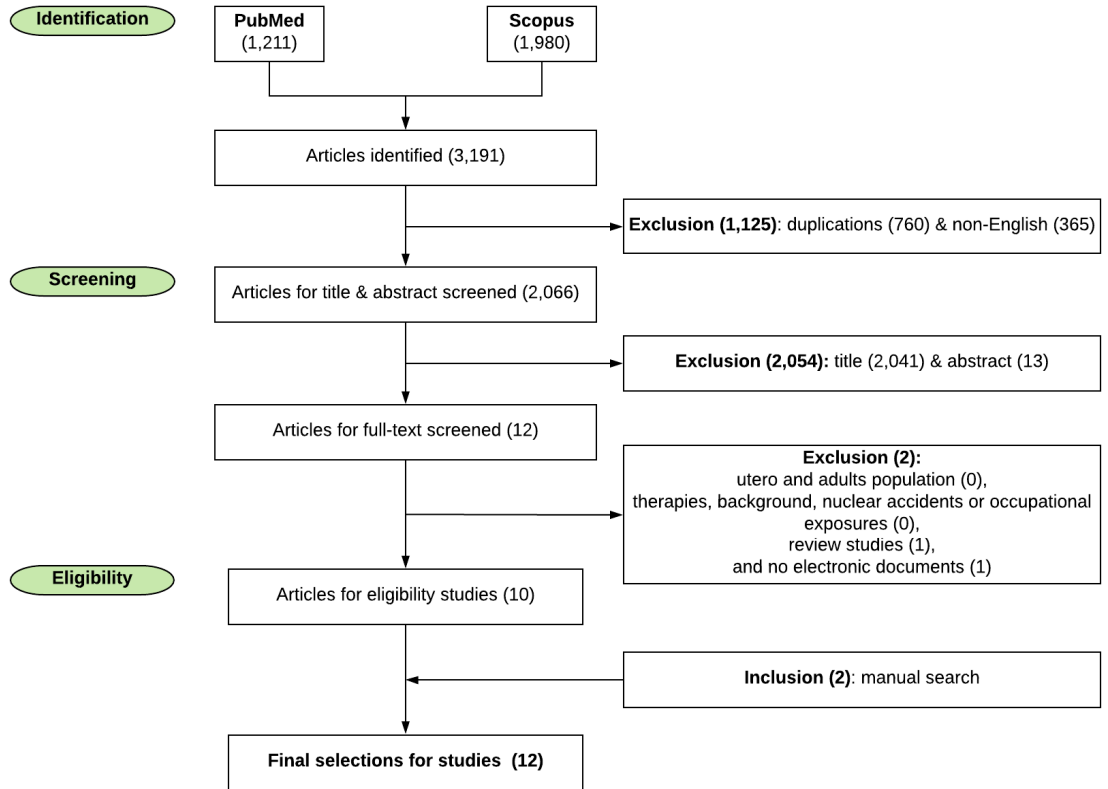 Identification
PubMed
(1,211)
Scopus
(1,980)
Articles identified (3,191)
Exclusion (1,125): duplications (760) & non-English (365)
Screening
Articles for title & abstract screened (2,066)
Exclusion (2,054): title (2,041) & abstract (13)
Articles for full-text screened (12)
Exclusion (2):
utero and adults population (0),
therapies, background, nuclear accidents or occupational
exposures (0),
review studies (1),
and no electronic documents (1)
Eligibility
Articles for eligibility studies (10)
Inclusion (2): manual search
Final selections for studies (12)